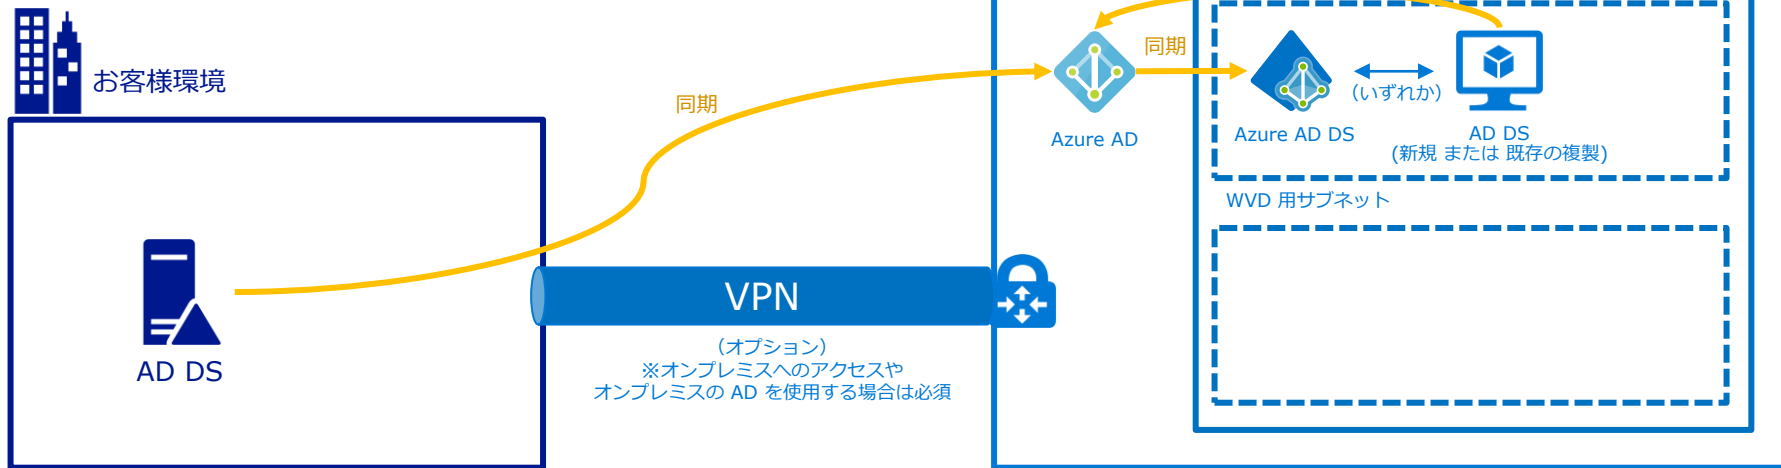 お客様環境
同期
同期
Azure AD
Azure AD DS
（いずれか）
AD DS
(新規 または 既存の複製)
WVD 用サブネット
AD DS
VPN
（オプション）
※オンプレミスへのアクセスや
オンプレミスの AD を使用する場合は必須